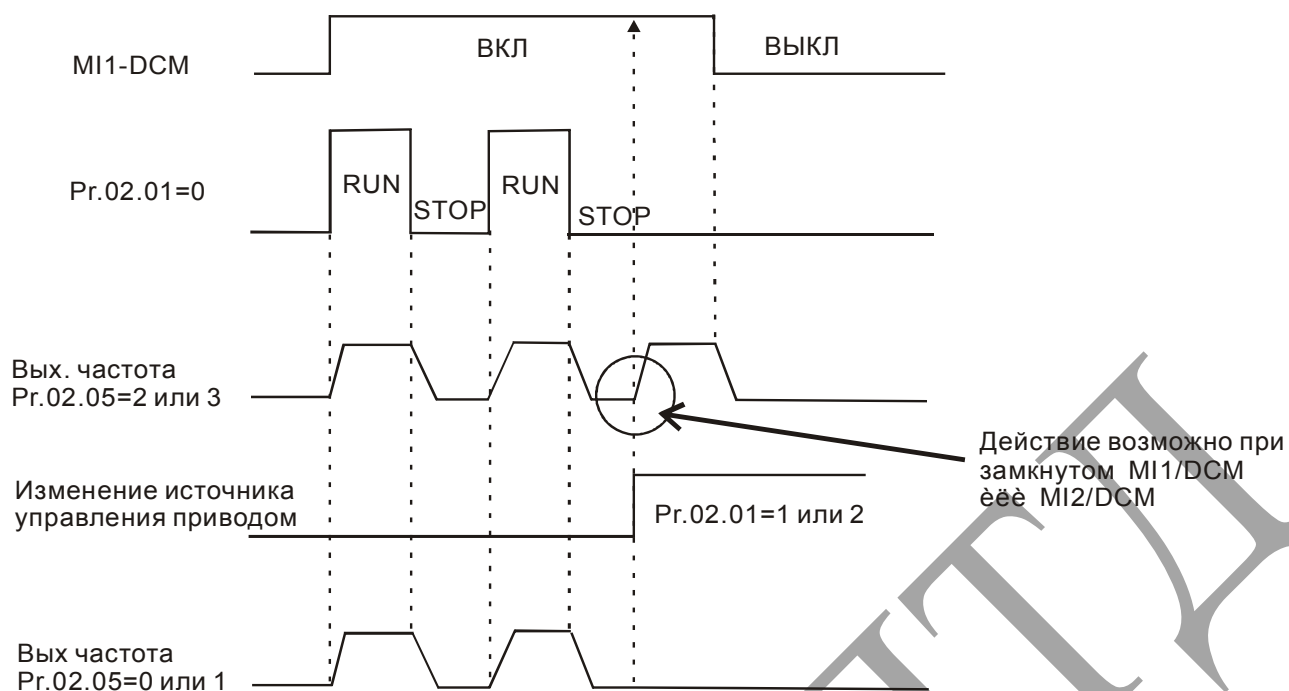 MI1-DCM
ВКЛ
ВЫКЛ
Pr.02.01=0
RUN
STOP
RUN
STOP
Вых. частота
Pr.02.05=2 или 3
Действие возможно при
замкнутом MI1/DCM
èëè MI2/DCM
Изменение источника
управления приводом
Pr.02.01=1 или 2
Вых частота
Pr.02.05=0 или 1